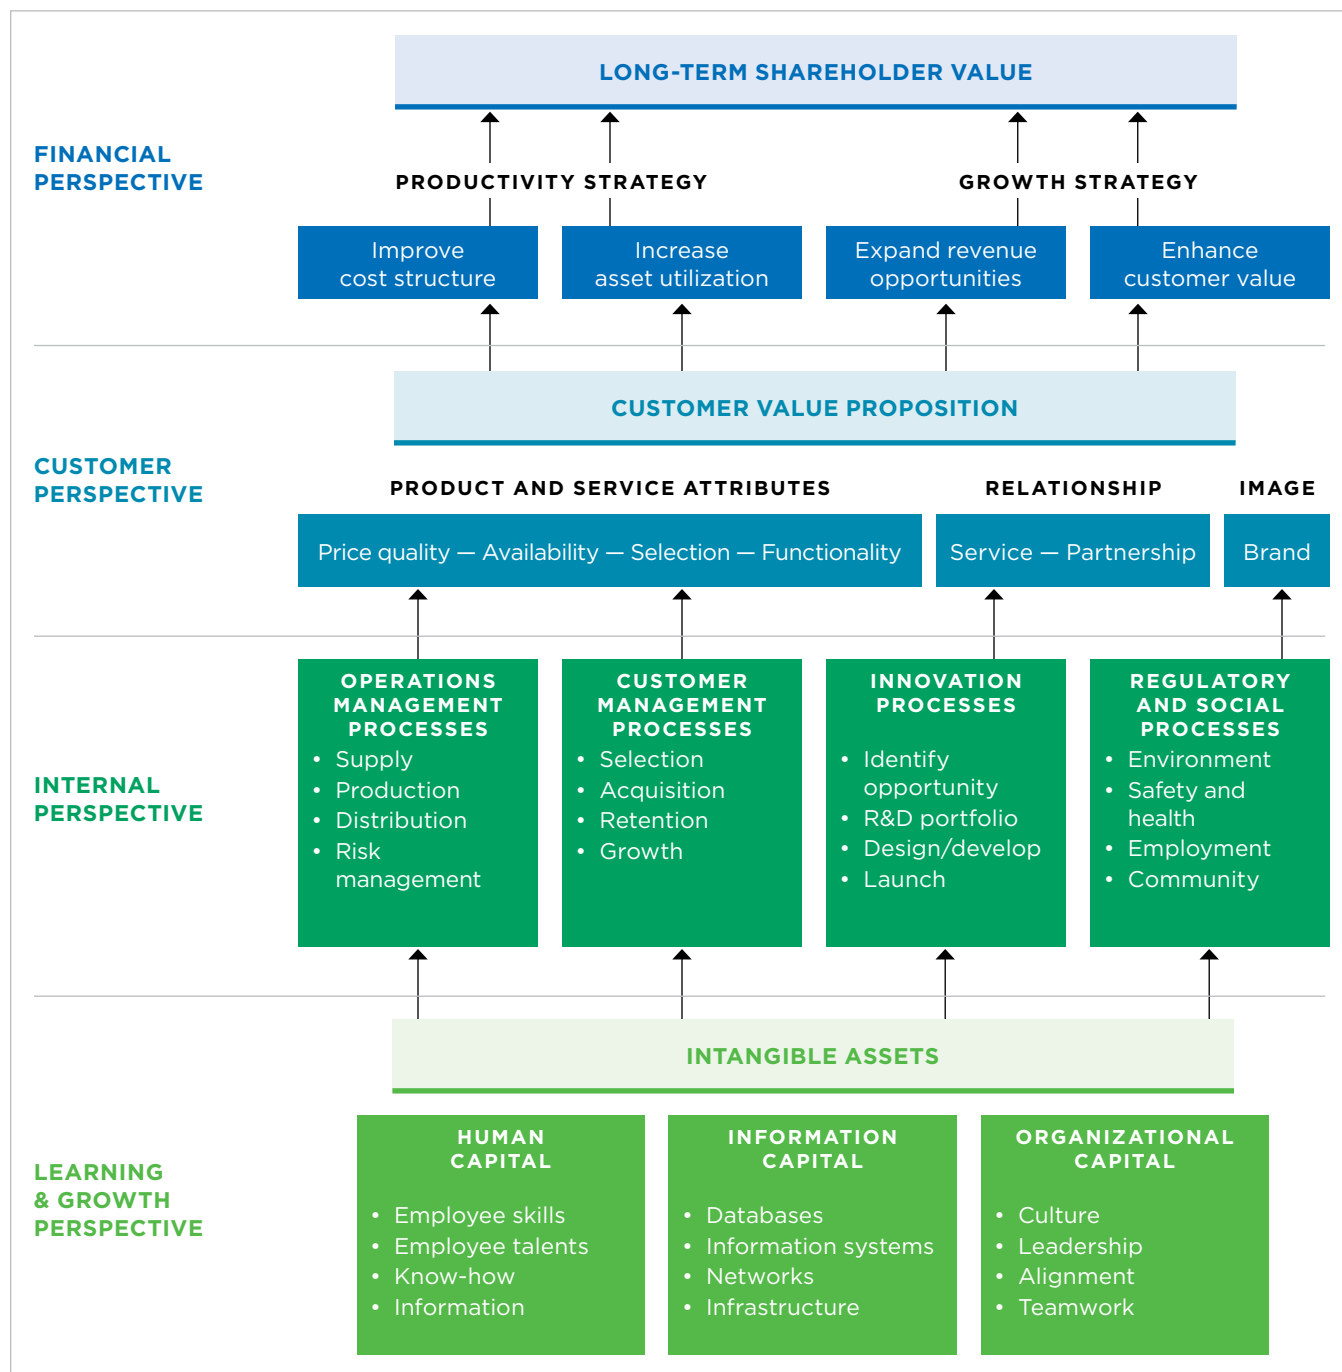 LONG-TERM SHAREHOLDER VALUE
FINANCIAL
PERSPECTIVE
PRODUCTIVITY STRATEGY
GROWTH STRATEGY
Improve
cost structure
Increase
asset utilization
Expand revenue
opportunities
Enhance
customer value
CUSTOMER VALUE PROPOSITION
CUSTOMER
PERSPECTIVE
PRODUCT AND SERVICE ATTRIBUTES
RELATIONSHIP
IMAGE
Price quality — Availability — Selection — Functionality
Service — Partnership
Brand
INTERNAL
PERSPECTIVE
OPERATIONS
MANAGEMENT
PROCESSES
• Supply
• Production
• Distribution
• Risk
management
CUSTOMER
MANAGEMENT
PROCESSES
• Selection
• Acquisition
• Retention
• Growth
INNOVATION
PROCESSES
• Identify
opportunity
• R&D portfolio
• Design/develop
• Launch
REGULATORY
AND SOCIAL
PROCESSES
• Environment
• Safety and
health
• Employment
• Community
INTANGIBLE ASSETS
LEARNING
& GROWTH
PERSPECTIVE
HUMAN
CAPITAL
• Employee skills
• Employee talents
• Know-how
• Information
INFORMATION
CAPITAL
• Databases
• Information systems
• Networks
• Infrastructure
ORGANIZATIONAL
CAPITAL
• Culture
• Leadership
• Alignment
• Teamwork